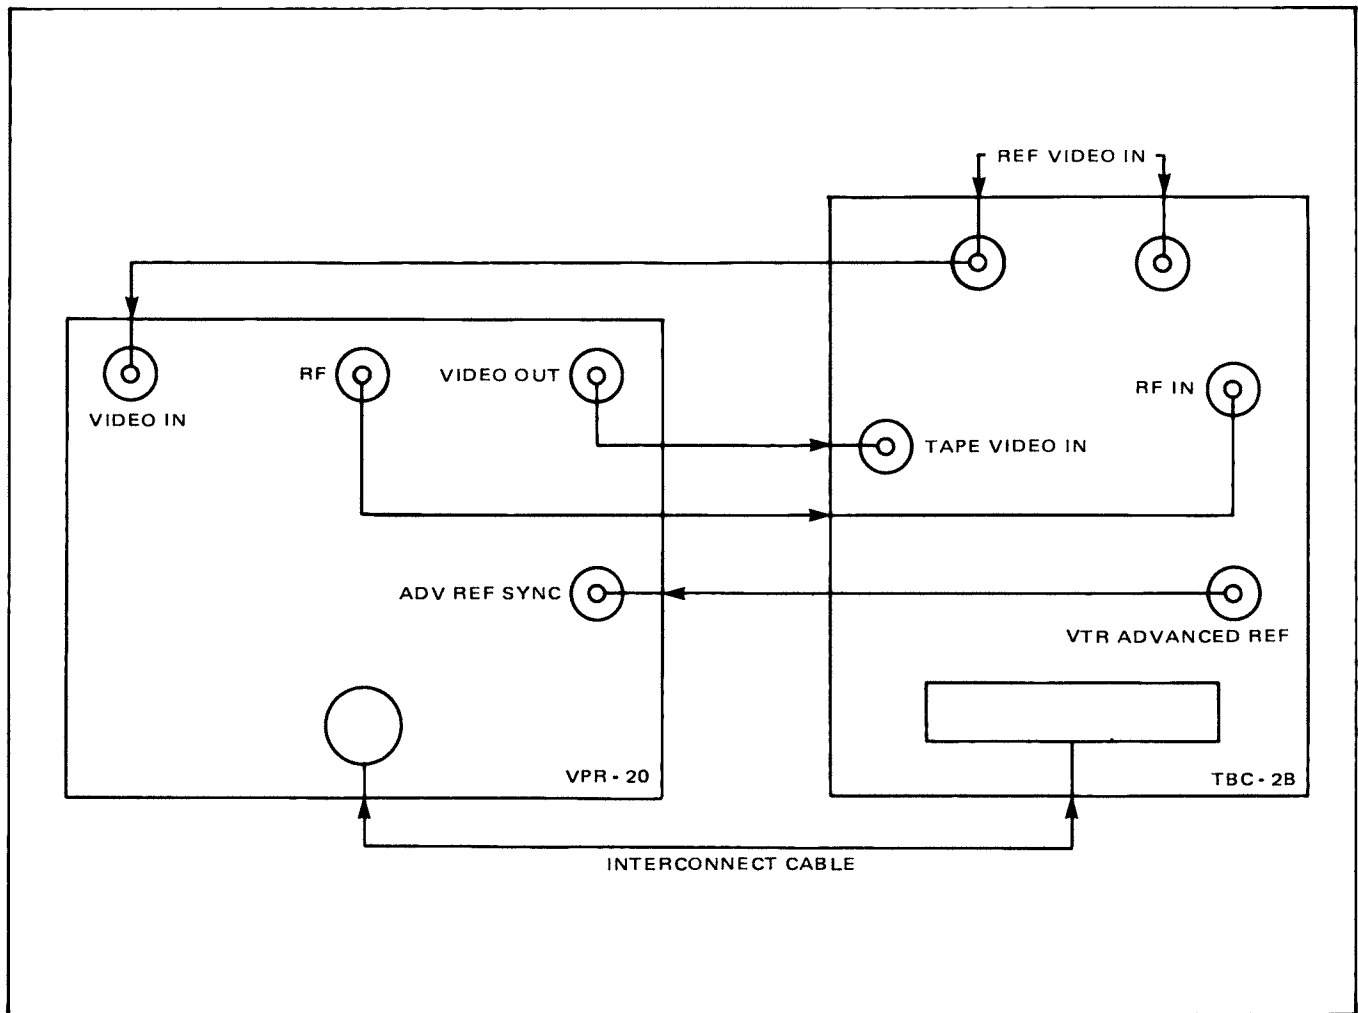 REF VIDEO IN
VIDEO IN
RF
VIDEO OUT
RF IN
TAPE VIDEO IN
ADV REF SYNC
VTR ADVANCED REF
VPR - 20
TBC - 2B
INTERCONNECT CABLE